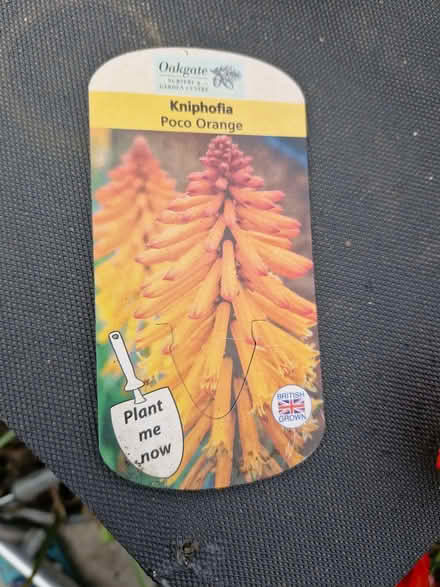 Oakgate
NURSERY &
GARDEN CENTRE
Kniphofia
Poco Orange
Plant
me
now
BRITISH
GROWN